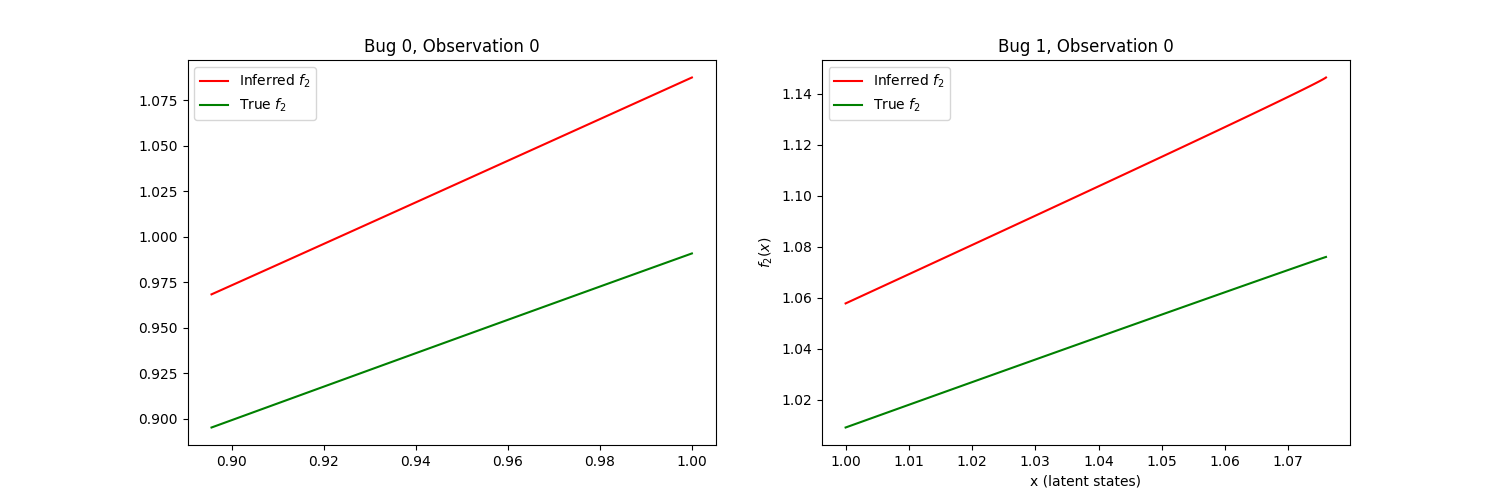 Bug 0, Observation 0
Inferred f₂
True f₂
1.075
1.050
1.025
1.000
0.975
0.950
0.925
0.900
0.90 0.92 0.94 0.96 0.98 1.00
Bug 1, Observation 0
Inferred f₂
True f₂
f₂(x)
1.14
1.12
1.10
1.08
1.06
1.04
1.02
1.00 1.01 1.02 1.03 1.04 1.05 1.06 1.07
x (latent states)